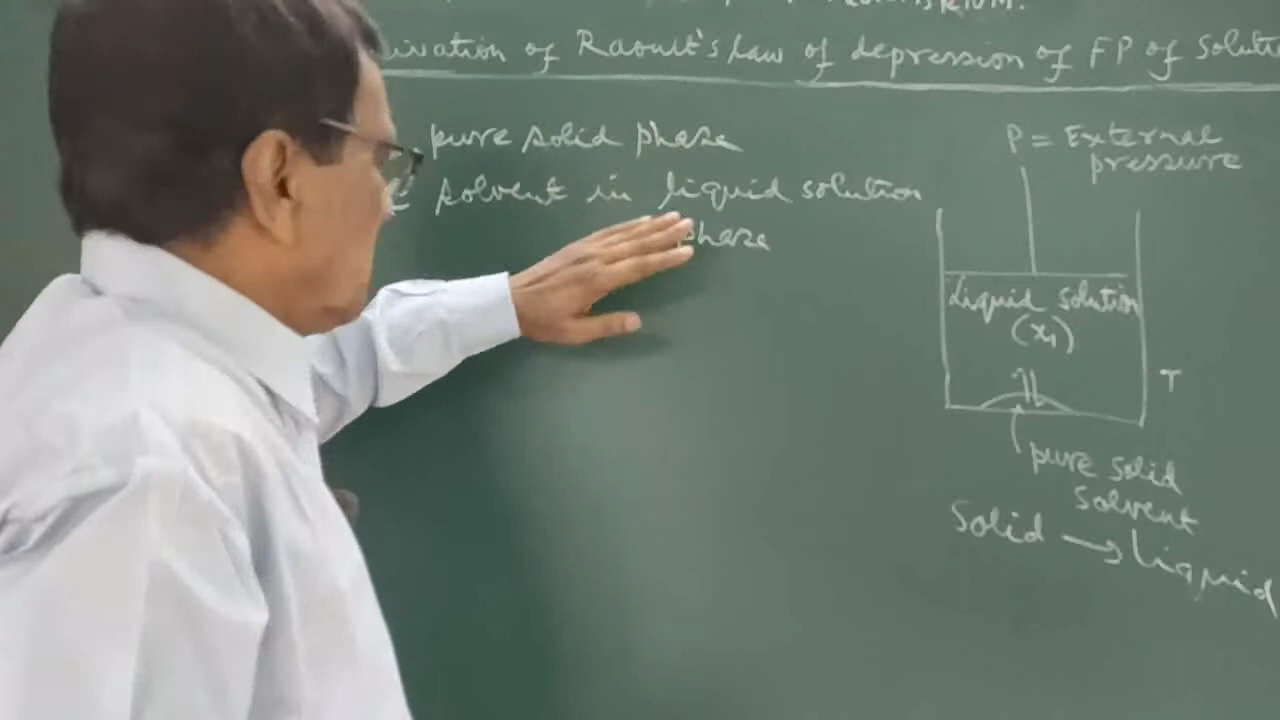 ivation of Raoult's Law of depression of FP of Soluti
pure solid phase
solvent in liquid solution
phase
P = External
pressure
Liquid solution
(x₁)
T
pure solid
solvent
Solid → liquid